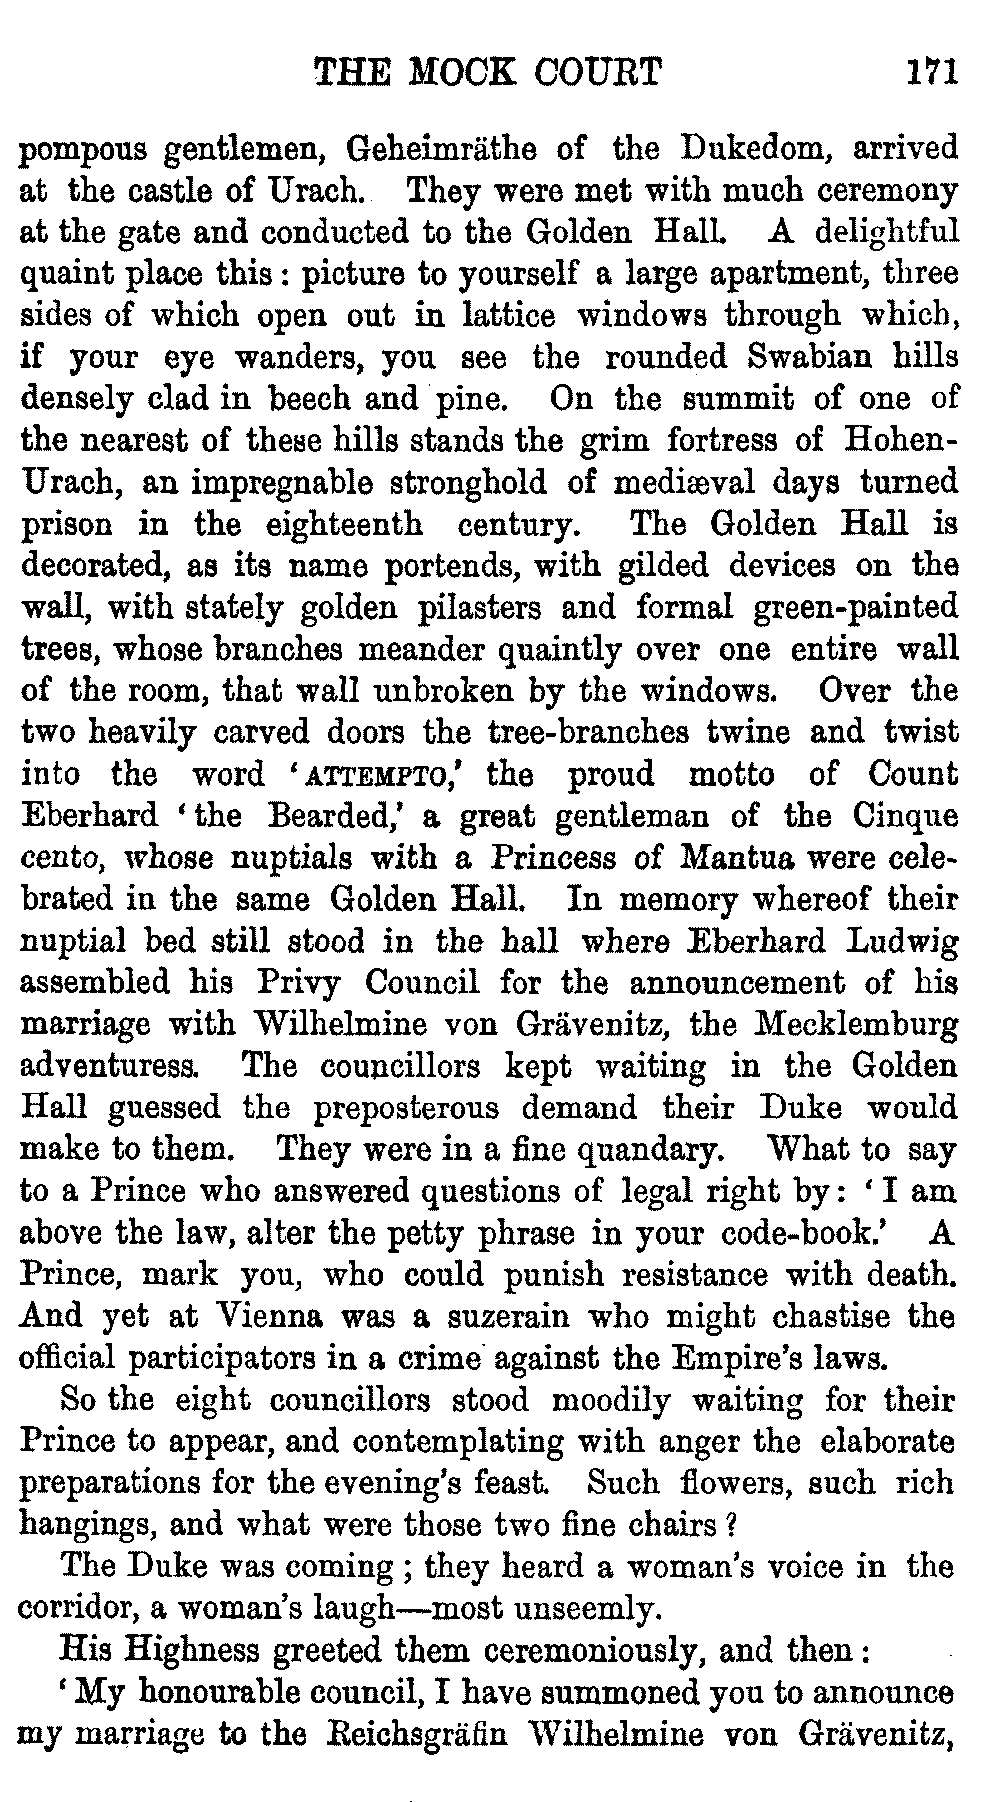 THE MOCK COURT 171
pompous gentlemen, Geheimräthe of the Dukedom, arrived
at the castle of Urach. They were met with much ceremony
at the gate and conducted to the Golden Hall. A delightful
quaint place this: picture to yourself a large apartment, three
sides of which open out in lattice windows through which,
if your eye wanders, you see the rounded Swabian hills
densely clad in beech and pine. On the summit of one of
the nearest of these hills stands the grim fortress of Hohen-
Urach, an impregnable stronghold of mediæval days turned
prison in the eighteenth century. The Golden Hall is
decorated, as its name portends, with gilded devices on the
wall, with stately golden pilasters and formal green-painted
trees, whose branches meander quaintly over one entire wall
of the room, that wall unbroken by the windows. Over the
two heavily carved doors the tree-branches twine and twist
into the word 'ATTEMPTO,' the proud motto of Count
Eberhard 'the Bearded,' a great gentleman of the Cinque
cento, whose nuptials with a Princess of Mantua were cele-
brated in the same Golden Hall. In memory whereof their
nuptial bed still stood in the hall where Eberhard Ludwig
assembled his Privy Council for the announcement of his
marriage with Wilhelmine von Grävenitz, the Mecklemburg
adventuress. The councillors kept waiting in the Golden
Hall guessed the preposterous demand their Duke would
make to them. They were in a fine quandary. What to say
to a Prince who answered questions of legal right by: 'I am
above the law, alter the petty phrase in your code-book.' A
Prince, mark you, who could punish resistance with death.
And yet at Vienna was a suzerain who might chastise the
official participators in a crime against the Empire's laws.
So the eight councillors stood moodily waiting for their
Prince to appear, and contemplating with anger the elaborate
preparations for the evening's feast. Such flowers, such rich
hangings, and what were those two fine chairs?
The Duke was coming; they heard a woman's voice in the
corridor, a woman's laugh—most unseemly.
His Highness greeted them ceremoniously, and then:
'My honourable council, I have summoned you to announce
my marriage to the Reichsgräfin Wilhelmine von Grävenitz,